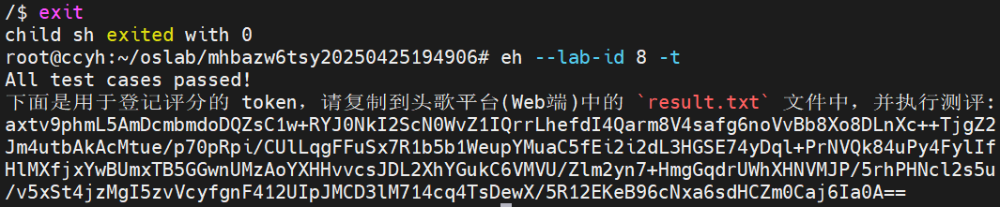 /$ exit
child sh exited with 0
root@ccyh:~/oslab/mhbazw6tsy20250425194906# eh --lab-id 8 -t
All test cases passed!
下面是用于登记评分的 token，请复制到头歌平台(Web端)中的 `result.txt` 文件中，并执行测评:
axtv9phmL5AmDcmbmdoDQZsC1w+RYJ0NkI2ScN0WvZ1IQrrLhefdI4Qarm8V4safg6noVvBb8Xo8DLnXc++TjgZ2
Jm4utbAkAcMtue/p70pRpi/CUlLqgFFuSx7R1b5b1WeupYMuaC5fEi2i2dL3HGSE74yDql+PrNVQk84uPy4FylIf
HlMXfjxYwBUmxTB5GGwnUMzAoYXHHvvcsJDL2XhYGukC6VMVU/Zlm2yn7+HmgGqdrUWhXHNVMJP/5rhPHNcl2s5u
/v5xSt4jzMgI5zvVcyfgnF412UIpJMCD3lM714cq4TsDewX/5R12EKeB96cNxa6sdHCZm0Caj6Ia0A==